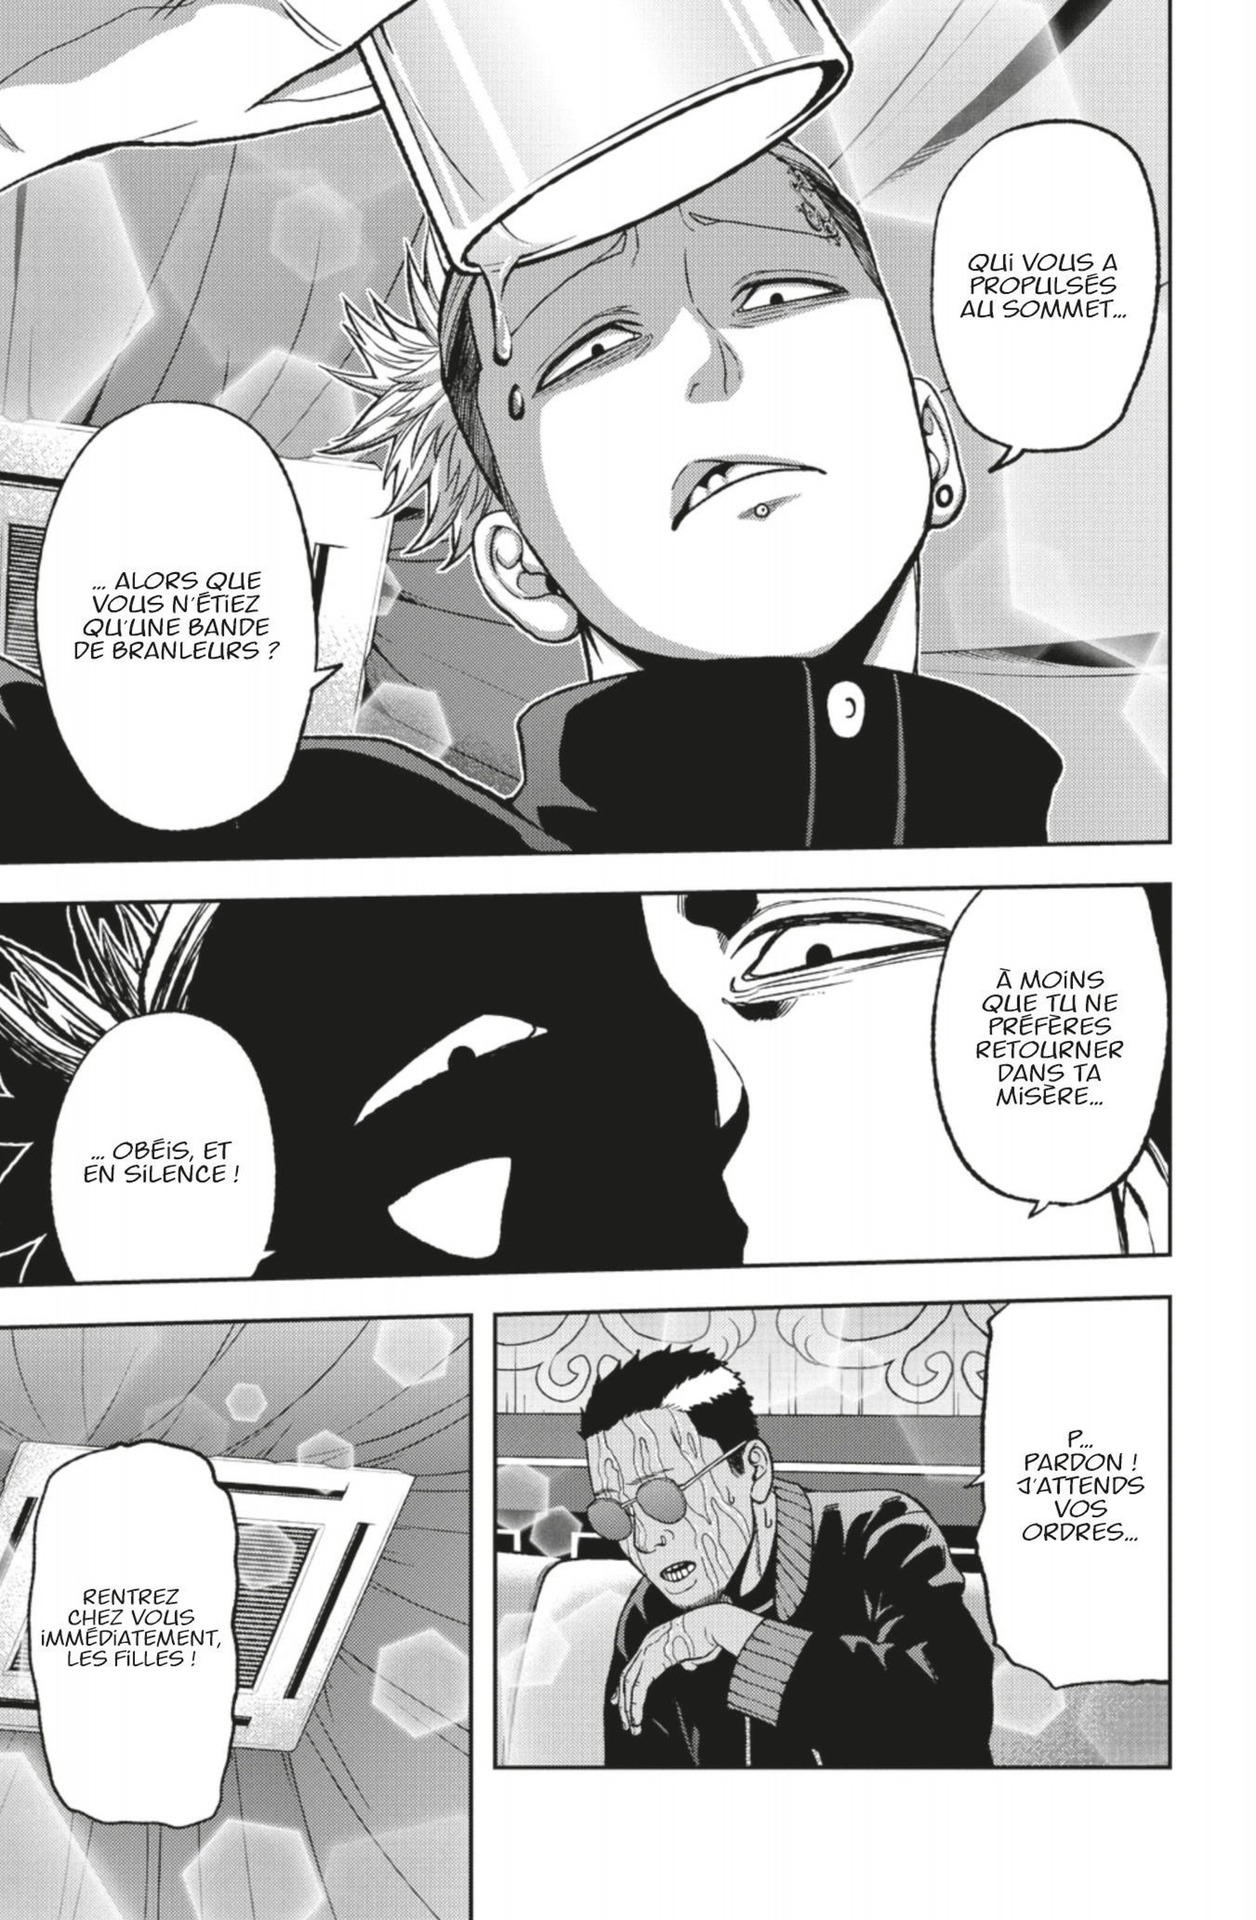 QUI VOUS A
PROPULSÉS
AU SOMMET...
... ALORS QUE
VOUS N'ÉTIEZ
QU'UNE BANDE
DE BRANLEURS ?
À MOINS
QUE TU NE
PRÉFÈRES
RETOURNER
DANS TA
MISÈRE...
... OBÉIS, ET
EN SILENCE !
P...
PARDON !
J'ATTENDS
VOS
ORDRES...
RENTREZ
CHEZ VOUS
IMMÉDIATEMENT,
LES FILLES !